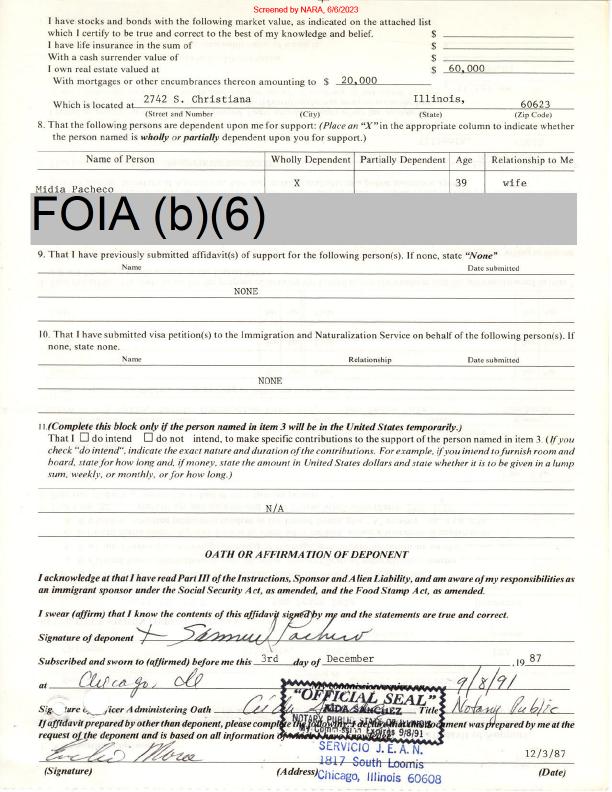 Screened by NARA, 6/6/2023
I have stocks and bonds with the following market value, as indicated on the attached list
which I certify to be true and correct to the best of my knowledge and belief. $
I have life insurance in the sum of $
With a cash surrender value of $
I own real estate valued at $ 60,000
With mortgages or other encumbrances thereon amounting to $ 20,000
Which is located at 2742 S. Christiana Illinois, 60623
(Street and Number) (City) (State) (Zip Code)
8. That the following persons are dependent upon me for support: (Place an "X" in the appropriate column to indicate whether
the person named is wholly or partially dependent upon you for support.)
Name of Person Wholly Dependent Partially Dependent Age Relationship to Me
Midia Pacheco X 39 wife
FOIA (b)(6)
9. That I have previously submitted affidavit(s) of support for the following person(s). If none, state "None"
Name Date submitted
NONE
10. That I have submitted visa petition(s) to the Immigration and Naturalization Service on behalf of the following person(s). If
none, state none.
Name Relationship Date submitted
NONE
11.(Complete this block only if the person named in item 3 will be in the United States temporarily.)
That I do intend do not intend, to make specific contributions to the support of the person named in item 3. (If you
check "do intend", indicate the exact nature and duration of the contributions. For example, if you intend to furnish room and
board, state for how long and, if money, state the amount in United States dollars and state whether it is to be given in a lump
sum, weekly, or monthly, or for how long.)
N/A
OATH OR AFFIRMATION OF DEPONENT
I acknowledge at that I have read Part III of the Instructions, Sponsor and Alien Liability, and am aware of my responsibilities as
an immigrant sponsor under the Social Security Act, as amended, and the Food Stamp Act, as amended.
I swear (affirm) that I know the contents of this affidavit signed by me and the statements are true and correct.
Signature of deponent Samuel Pacheco
Subscribed and sworn to (affirmed) before me this 3rd day of December , 19 87
at Chicago, Il 9/8/91
"OFFICIAL SEAL"
Officer Administering Oath AIDA SANCHEZ Title Notary Public
NOTARY PUBLIC STATE OF ILLINOIS
My Commission Expires 9/8/91
If affidavit prepared by other than deponent, please complete the following: document was prepared by me at the
request of the deponent and is based on all information of
SERVICIO J.E.A.N.
1817 South Loomis
12/3/87
(Signature) (Address) Chicago, Illinois 60608 (Date)